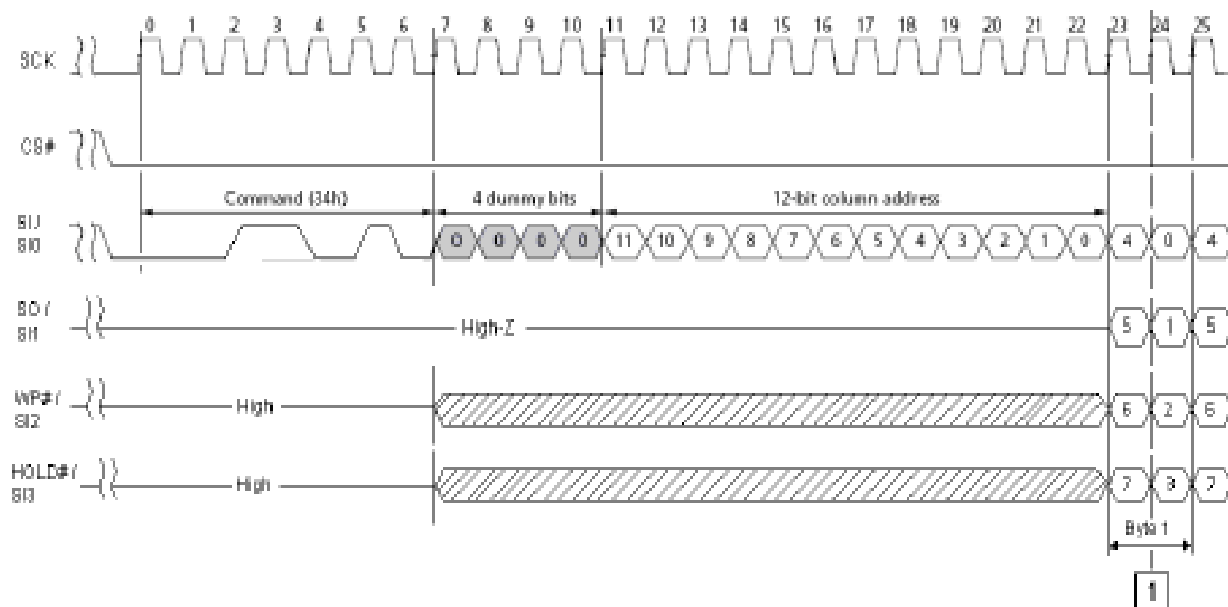 0 1 2 3 4 5 6 7 8 9 10 11 12 13 14 15 16 17 18 19 20 21 22 23 24 25
SCK
CS#
Command (34h) 4 dummy bits 12-bit column address
SI/
SI0
0 0 0 0 11 10 9 8 7 6 5 4 3 2 1 0 4 0 4
SO/
SI1
High-Z
5 1 5
WP#/
SI2
High
6 2 6
HOLD#/
SI3
High
7 3 7
Byte 1
1